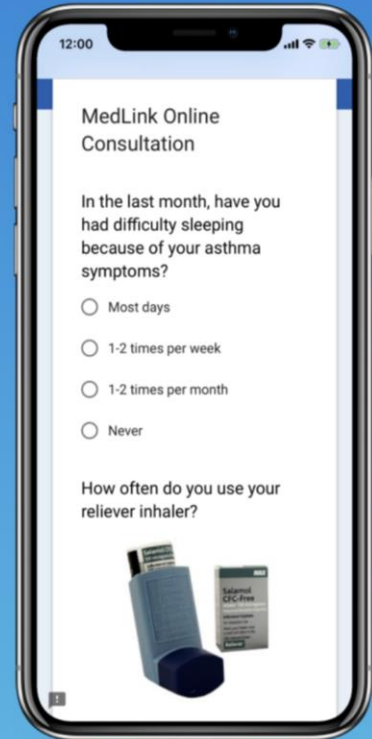 12:00
MedLink Online
Consultation
In the last month, have you
had difficulty sleeping
because of your asthma
symptoms?
Most days
1-2 times per week
1-2 times per month
Never
How often do you use your
reliever inhaler?
Salamol
CFC-Free